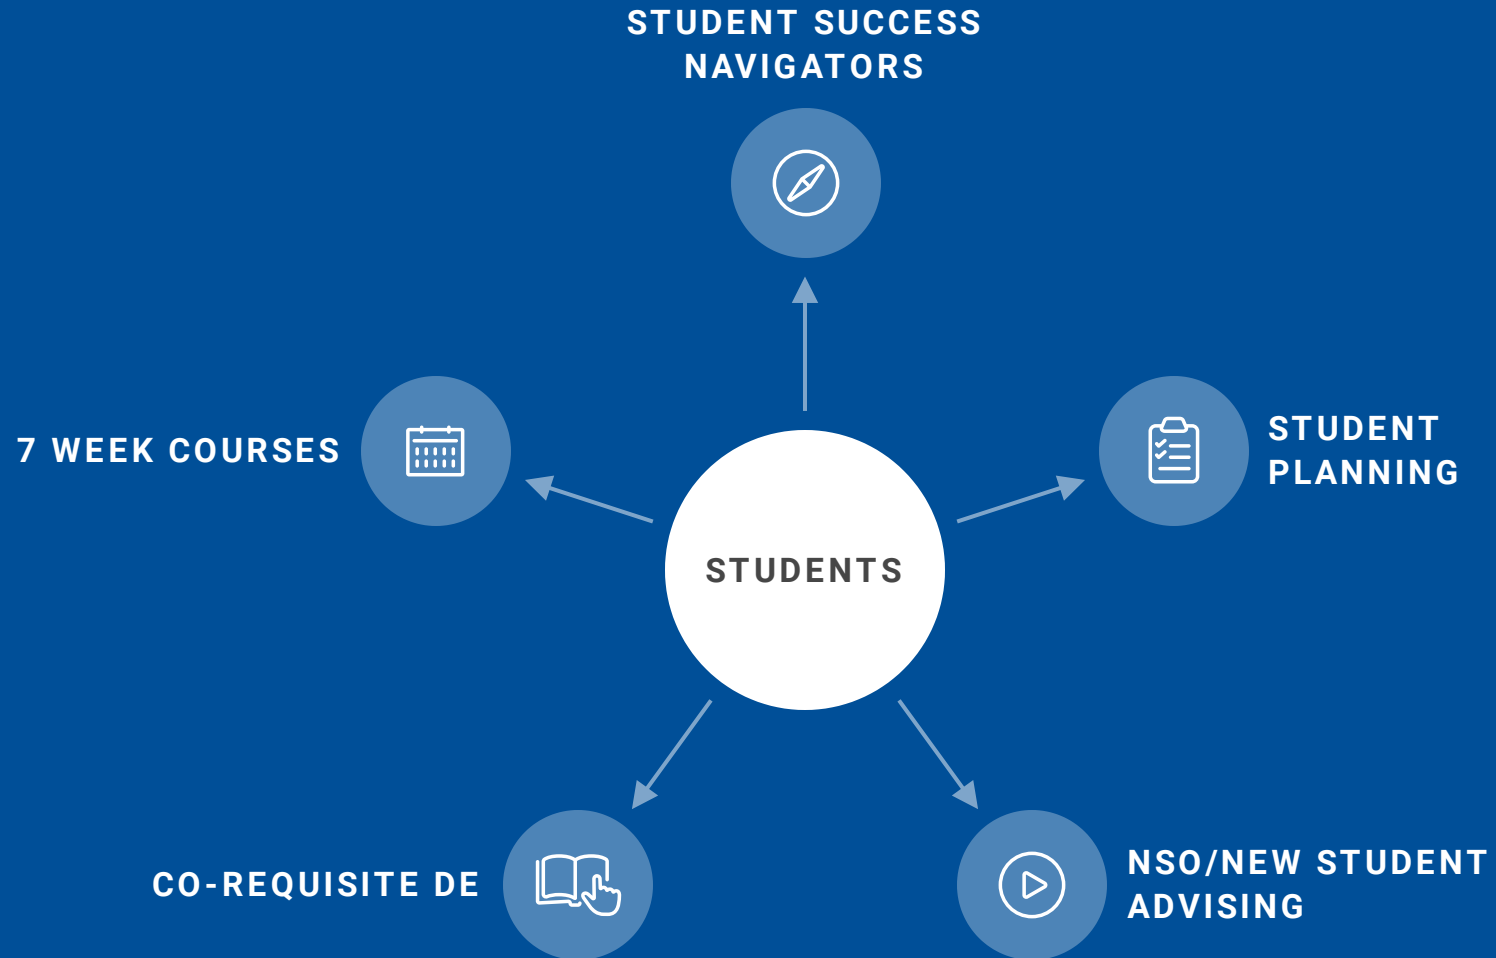 STUDENT SUCCESS
NAVIGATORS
7 WEEK COURSES
STUDENT
PLANNING
STUDENTS
CO-REQUISITE DE
NSO/NEW STUDENT
ADVISING